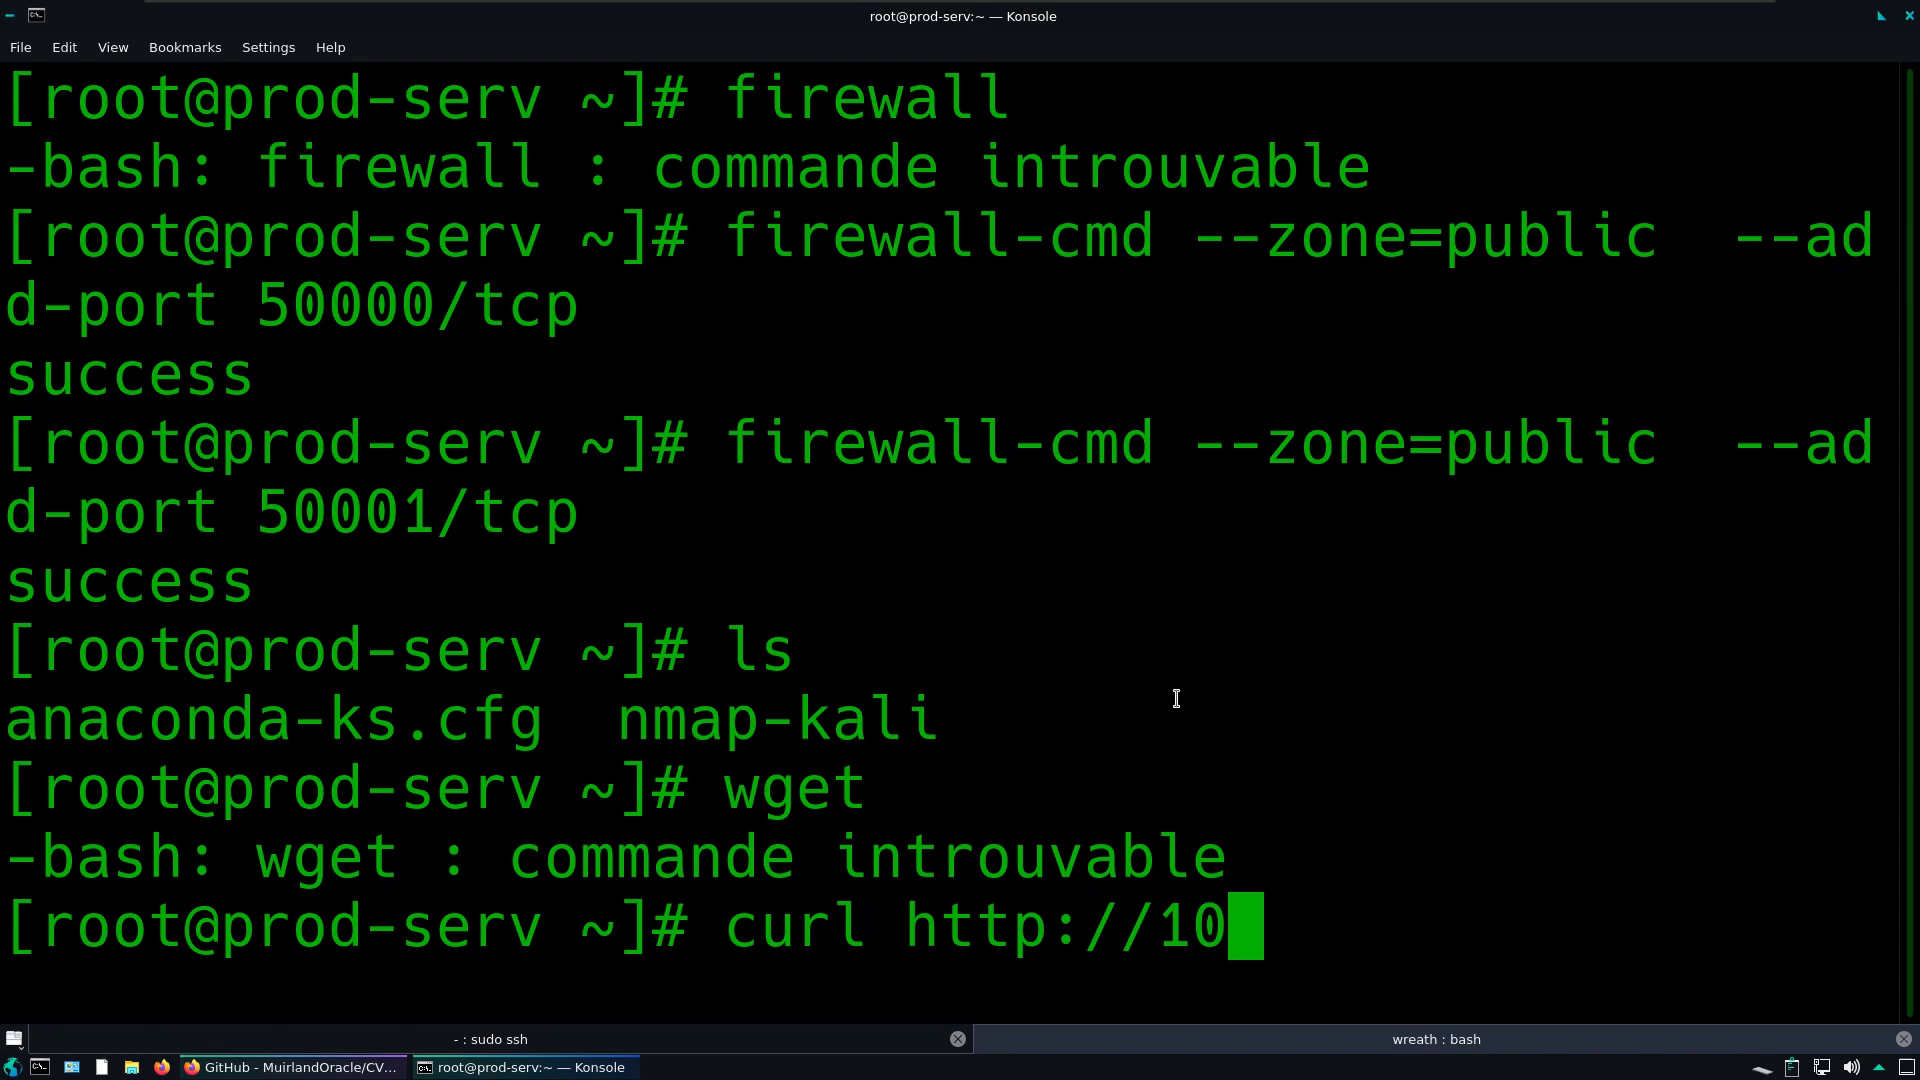 root@prod-serv:~ — Konsole
File Edit View Bookmarks Settings Help
[root@prod-serv ~]# firewall
-bash: firewall : commande introuvable
[root@prod-serv ~]# firewall-cmd --zone=public  --ad
d-port 50000/tcp
success
[root@prod-serv ~]# firewall-cmd --zone=public  --ad
d-port 50001/tcp
success
[root@prod-serv ~]# ls
anaconda-ks.cfg  nmap-kali
[root@prod-serv ~]# wget
-bash: wget : commande introuvable
[root@prod-serv ~]# curl http://10
- : sudo ssh
wreath : bash
GitHub - MuirlandOracle/CV...
root@prod-serv:~ — Konsole